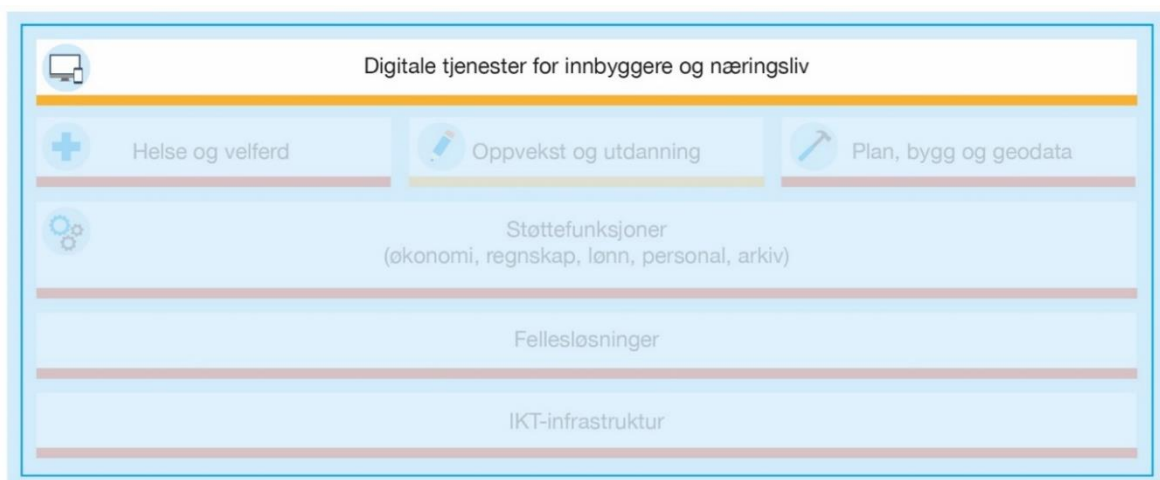 Digitale tjenester for innbyggere og næringsliv
Helse og velferd
Oppvekst og utdanning
Plan, bygg og geodata
Støttefunksjoner
(økonomi, regnskap, lønn, personal, arkiv)
Fellesløsninger
IKT-infrastruktur